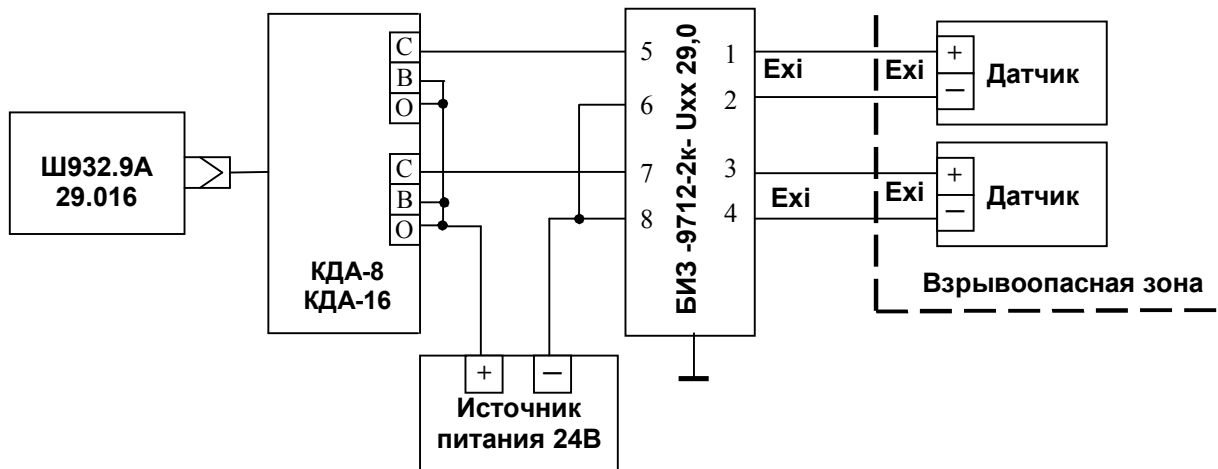 Ш932.9А
29.016
С
В
О
С
В
О
КДА-8
КДА-16
+
—
Источник
питания 24В
5
6
7
8
БИЗ -9712-2к- Uхх 29,0
1
2
3
4
Exi
Exi
Exi
Exi
+
—
Датчик
+
—
Датчик
Взрывоопасная зона